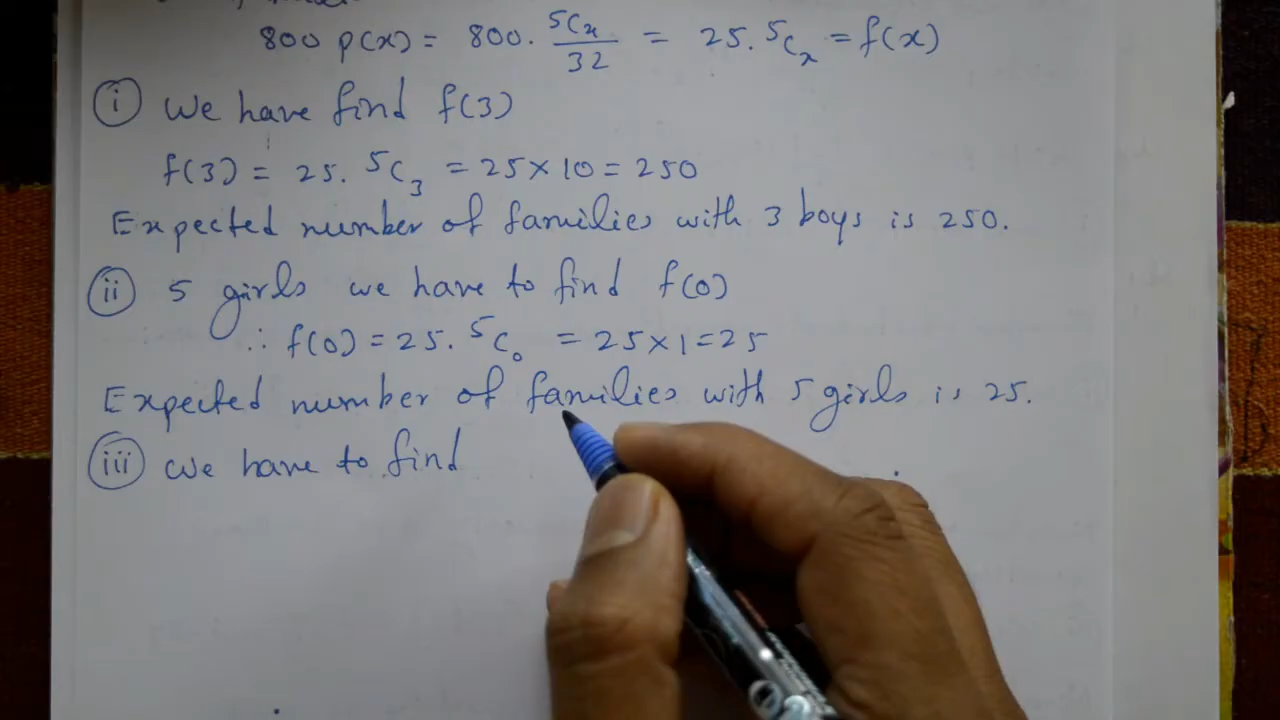 800 p(x) = 800. ⁵Cₓ/32 = 25. ⁵Cₓ = f(x)
(i) We have find f(3)
f(3) = 25. ⁵C₃ = 25 × 10 = 250
Expected number of families with 3 boys is 250.
(ii) 5 girls we have to find f(0)
∴ f(0) = 25. ⁵C₀ = 25 × 1 = 25
Expected number of families with 5 girls is 25.
(iii) we have to find